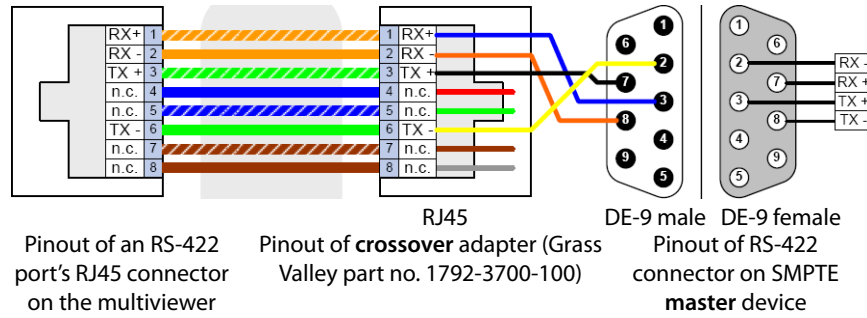 RX+ 1
RX - 2
TX + 3
n.c. 4
n.c. 5
TX - 6
n.c. 7
n.c. 8
1 RX+
2 RX -
3 TX +
4 n.c.
5 n.c.
6 TX -
7 n.c.
8 n.c.
1
6
2
7
3
8
4
9
5
1
6
2
7
3
8
4
9
5
RX -
RX +
TX +
TX -
RJ45
DE-9 male
DE-9 female
Pinout of an RS-422
port’s RJ45 connector
on the multiviewer
Pinout of crossover adapter (Grass
Valley part no. 1792-3700-100)
Pinout of RS-422
connector on SMPTE
master device